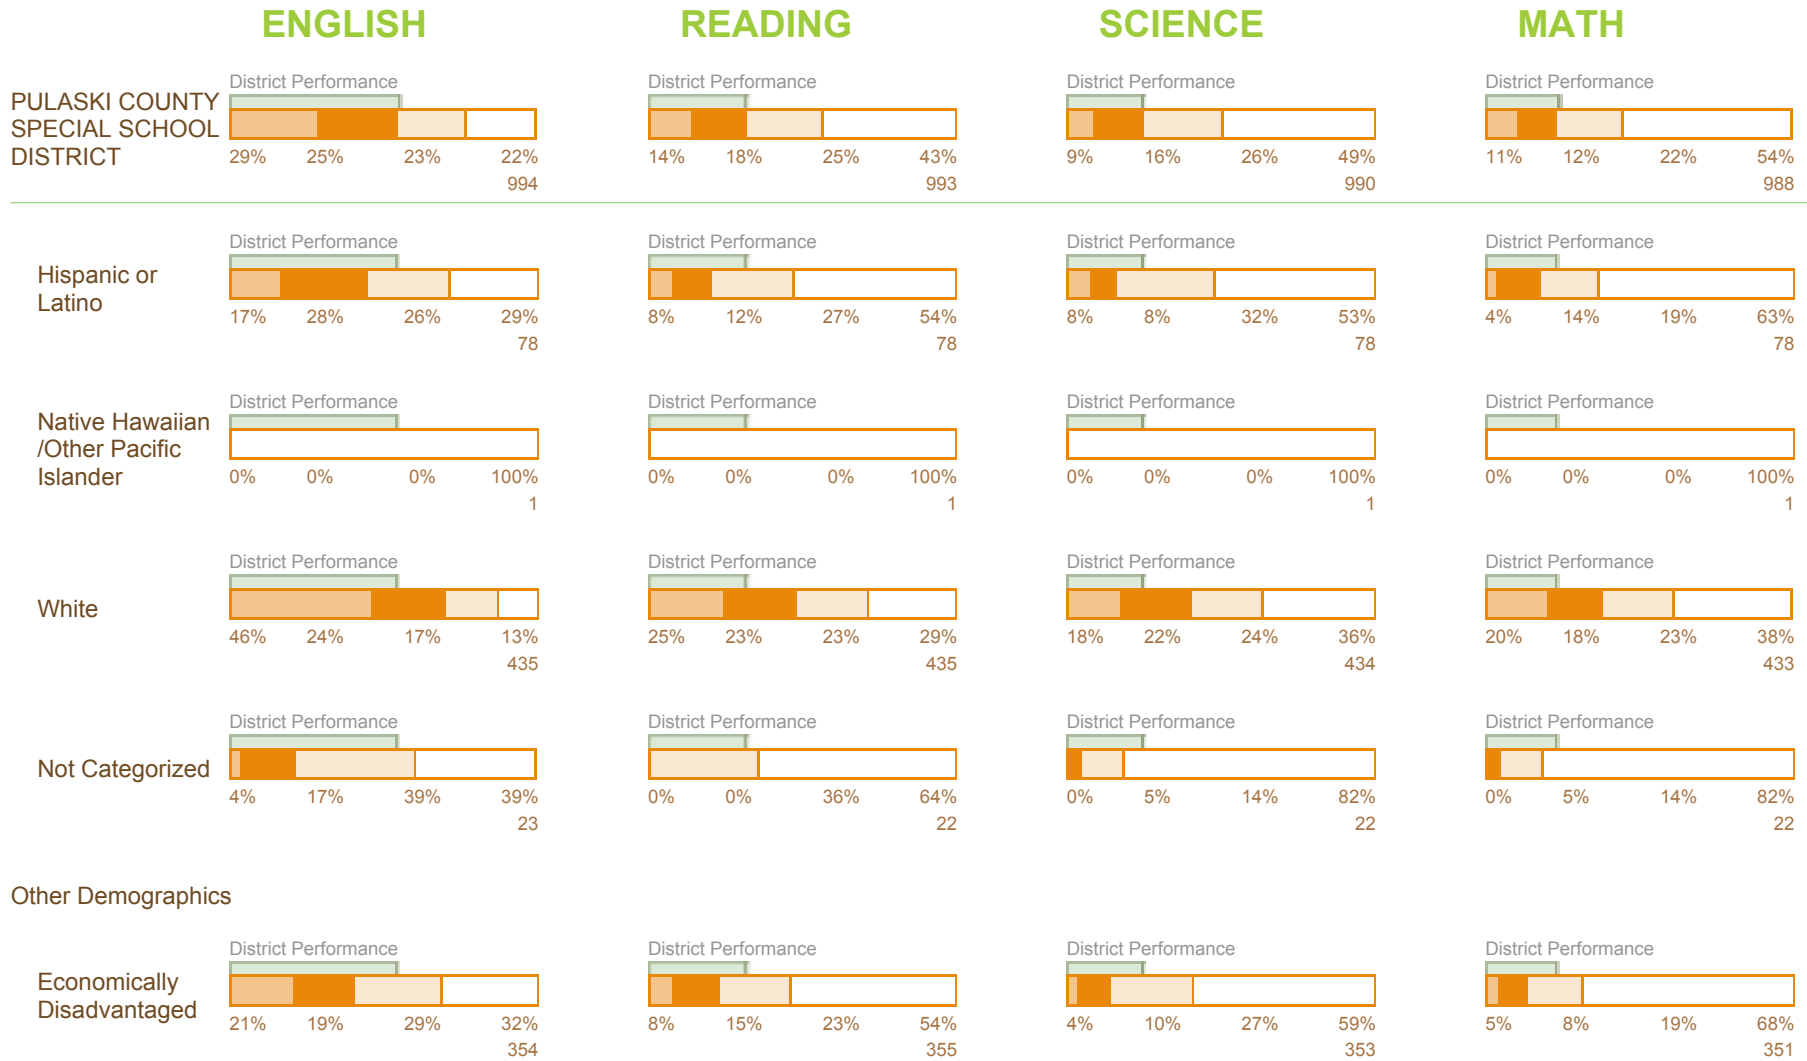 ENGLISH READING SCIENCE MATH
District Performance District Performance District Performance District Performance
PULASKI COUNTY
SPECIAL SCHOOL
DISTRICT
29% 25% 23% 22% 14% 18% 25% 43% 9% 16% 26% 49% 11% 12% 22% 54%
994 993 990 988
District Performance District Performance District Performance District Performance
Hispanic or
Latino
17% 28% 26% 29% 8% 12% 27% 54% 8% 8% 32% 53% 4% 14% 19% 63%
78 78 78 78
District Performance District Performance District Performance District Performance
Native Hawaiian
/Other Pacific
Islander
0% 0% 0% 100% 0% 0% 0% 100% 0% 0% 0% 100% 0% 0% 0% 100%
1 1 1 1
District Performance District Performance District Performance District Performance
White
46% 24% 17% 13% 25% 23% 23% 29% 18% 22% 24% 36% 20% 18% 23% 38%
435 435 434 433
District Performance District Performance District Performance District Performance
Not Categorized
4% 17% 39% 39% 0% 0% 36% 64% 0% 5% 14% 82% 0% 5% 14% 82%
23 22 22 22
Other Demographics
District Performance District Performance District Performance District Performance
Economically
Disadvantaged
21% 19% 29% 32% 8% 15% 23% 54% 4% 10% 27% 59% 5% 8% 19% 68%
354 355 353 351